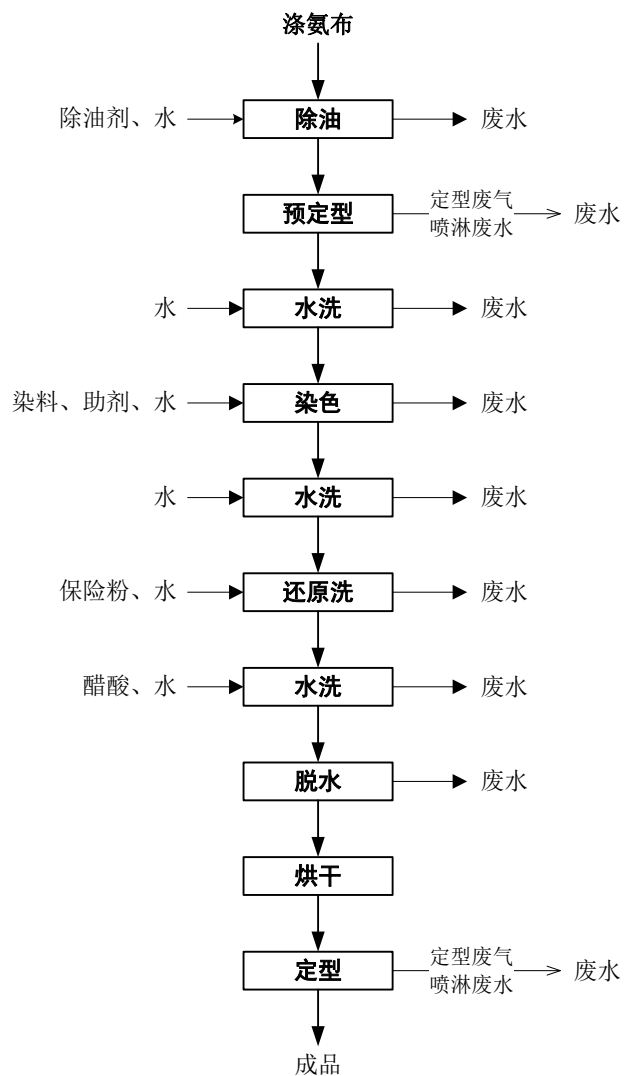 涤氨布
除油剂、水
除油
废水
预定型
定型废气
喷淋废水
废水
水
水洗
废水
染料、助剂、水
染色
废水
水
水洗
废水
保险粉、水
还原洗
废水
醋酸、水
水洗
废水
脱水
废水
烘干
定型
定型废气
喷淋废水
废水
成品